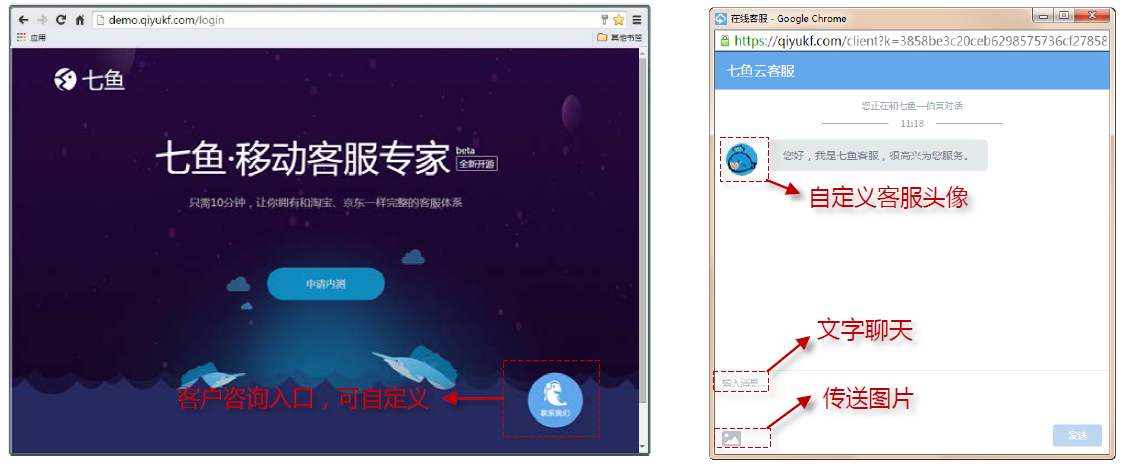 demo.qiyukf.com/login
应用
其他书签
七鱼
七鱼·移动客服专家
beta
全新开源
只需10分钟，让你拥有和淘宝、京东一样完整的客服体系
申请内测
客户咨询入口，可自定义
联系我们
在线客服 - Google Chrome
https://qiyukf.com/client?k=3858be3c20ceb6298575736cf27858
七鱼云客服
您正在和七鱼—伯言对话
11:18
您好，我是七鱼客服，很高兴为您服务。
自定义客服头像
文字聊天
输入消息...
传送图片
发送